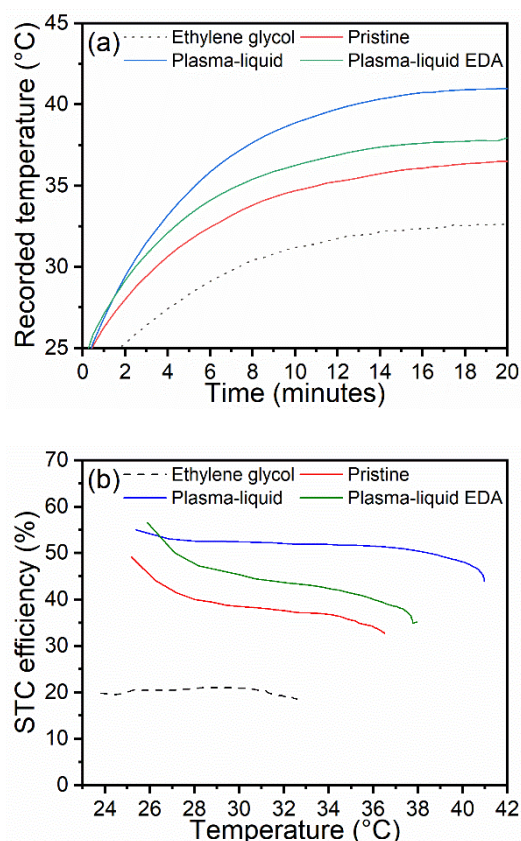 (a)
Ethylene glycol Pristine
Plasma-liquid Plasma-liquid EDA
Recorded temperature (°C)
45
40
35
30
25
0 2 4 6 8 10 12 14 16 18 20
Time (minutes)
(b)
Ethylene glycol Pristine
Plasma-liquid Plasma-liquid EDA
STC efficiency (%)
70
60
50
40
30
20
10
0
24 26 28 30 32 34 36 38 40 42
Temperature (°C)